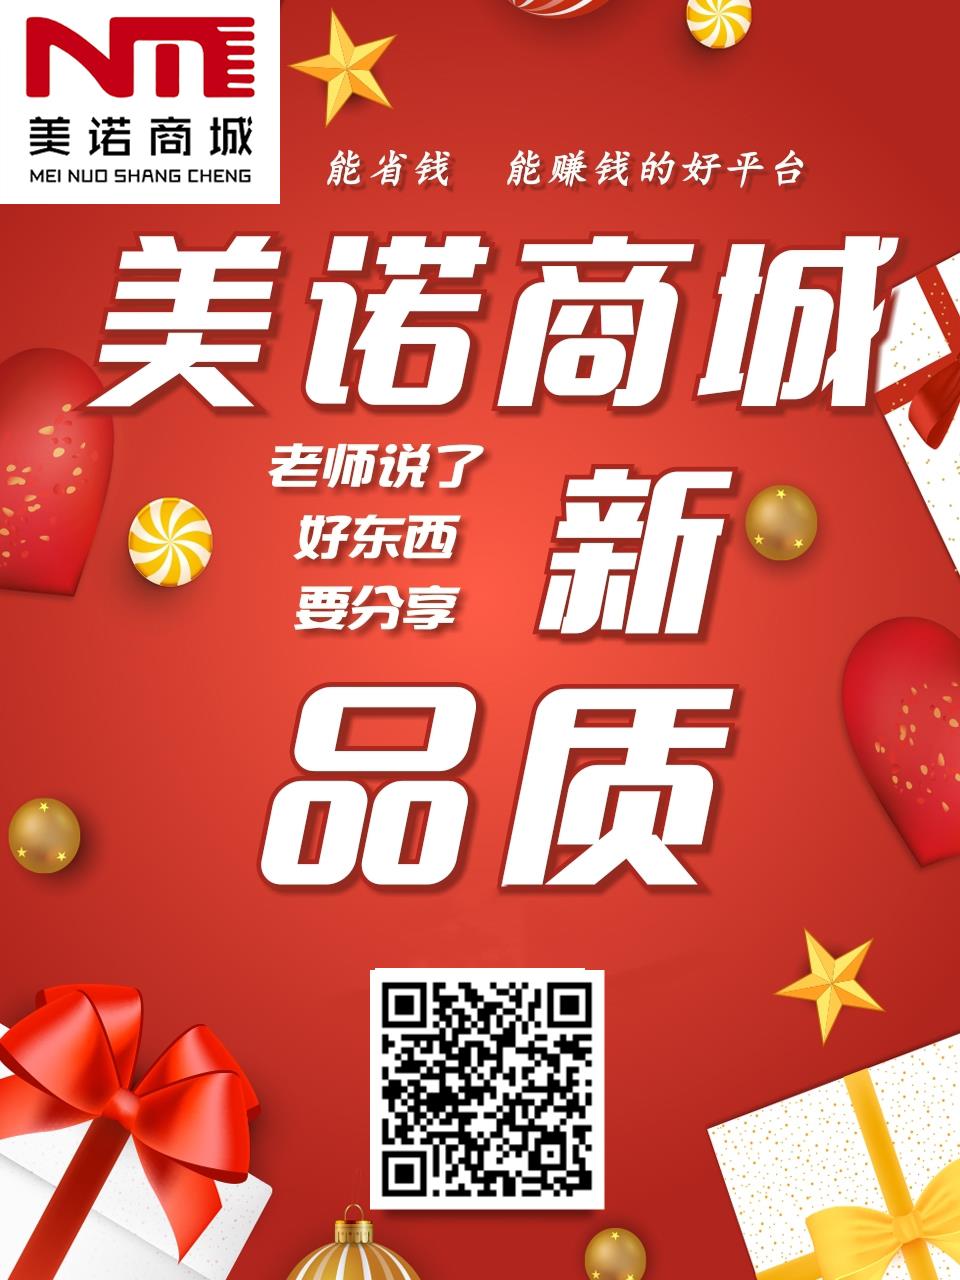 美诺商城
MEI NUO SHANG CHENG
能省钱 能赚钱的好平台
美诺商城
老师说了
好东西
要分享
新
品质